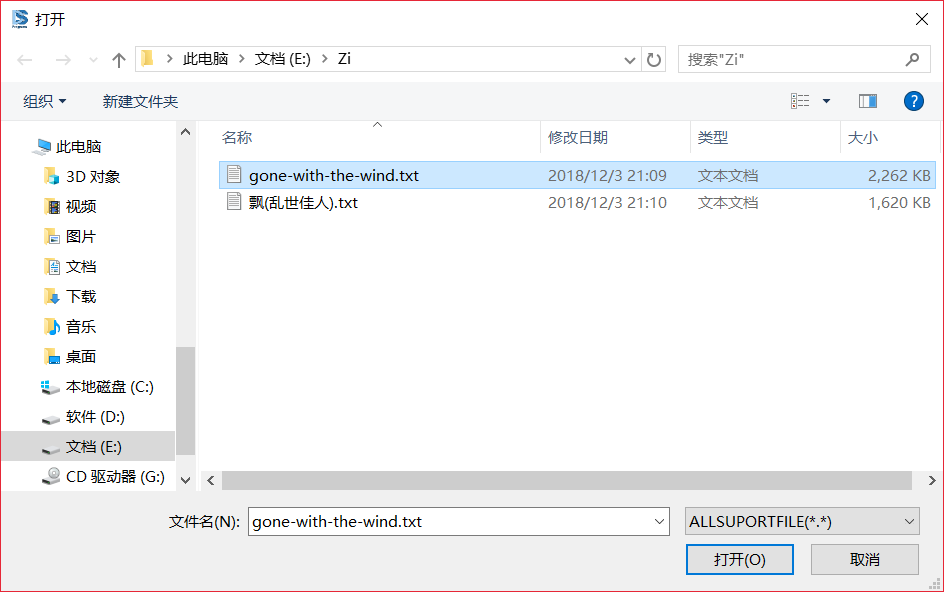 打开
此电脑 > 文档 (E:) > Zi
搜索"Zi"
组织 新建文件夹
?
名称 修改日期 类型 大小
gone-with-the-wind.txt 2018/12/3 21:09 文本文档 2,262 KB
飘(乱世佳人).txt 2018/12/3 21:10 文本文档 1,620 KB
此电脑
3D 对象
视频
图片
文档
下载
音乐
桌面
本地磁盘 (C:)
软件 (D:)
文档 (E:)
CD 驱动器 (G:)
文件名(N): gone-with-the-wind.txt ALLSUPORTFILE(*.*)
打开(O) 取消